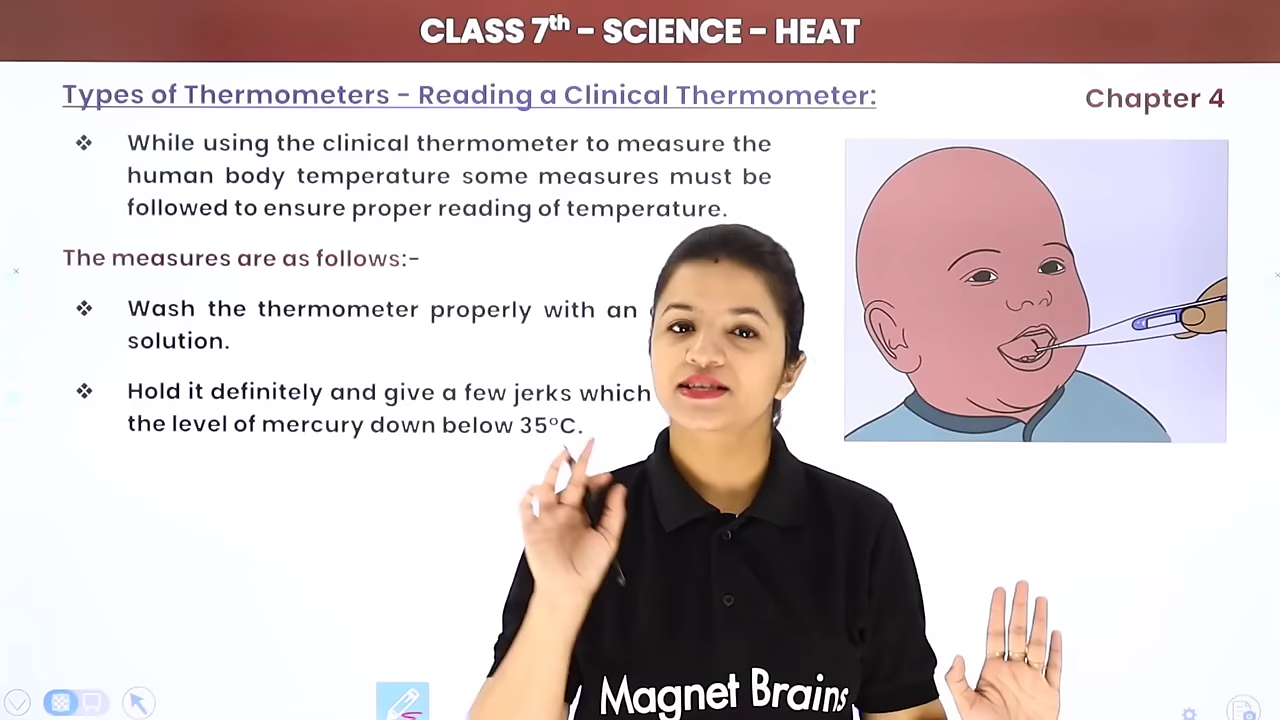 CLASS 7th - SCIENCE - HEAT
Types of Thermometers - Reading a Clinical Thermometer:
Chapter 4
❖ While using the clinical thermometer to measure the
human body temperature some measures must be
followed to ensure proper reading of temperature.
The measures are as follows:-
❖ Wash the thermometer properly with an
solution.
❖ Hold it definitely and give a few jerks which
the level of mercury down below 35°C.
Magnet Brains